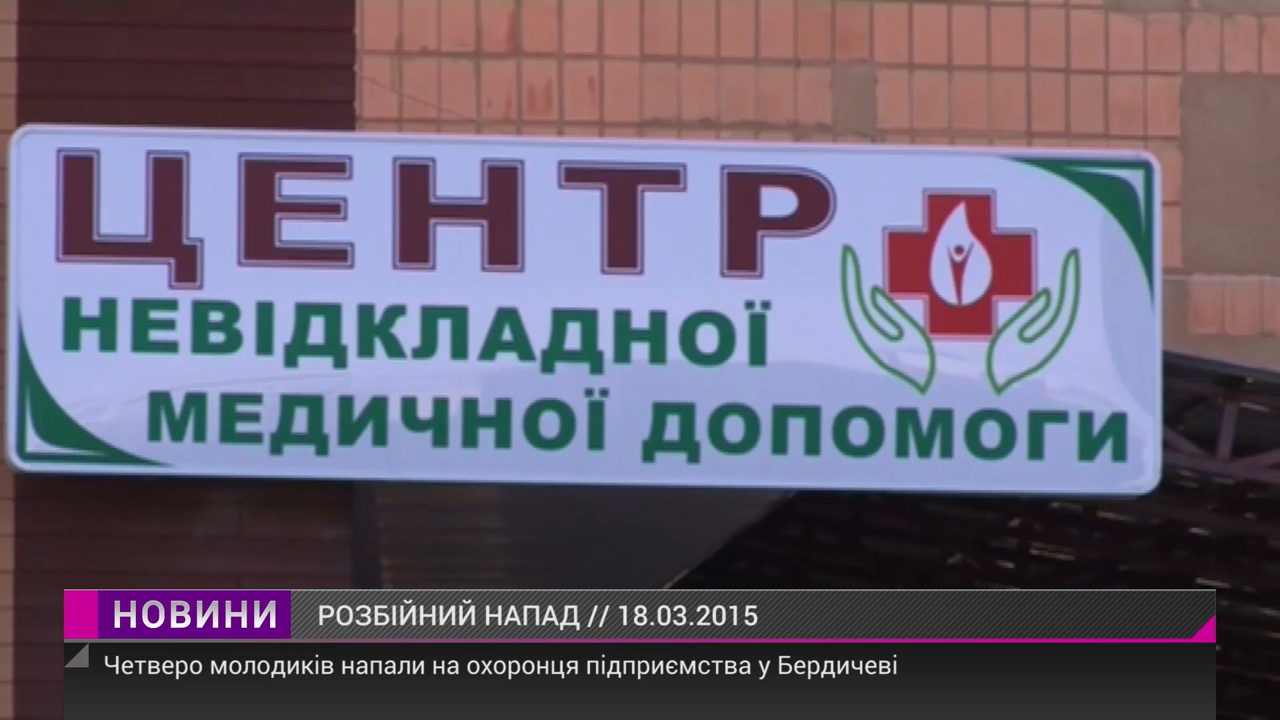 ЦЕНТР
НЕВІДКЛАДНОЇ
МЕДИЧНОЇ ДОПОМОГИ
НОВИНИ
РОЗБІЙНИЙ НАПАД // 18.03.2015
Четверо молодиків напали на охоронця підприємства у Бердичеві